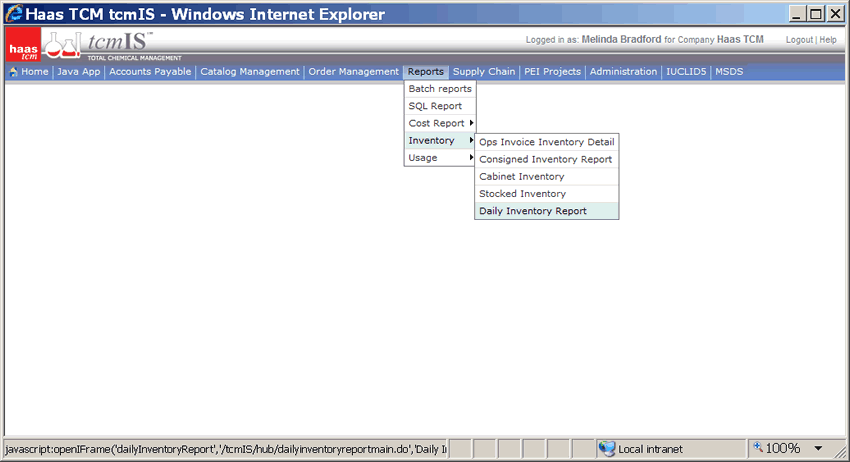 Haas TCM tcmIS - Windows Internet Explorer
haas tcm
tcmIS™
TOTAL CHEMICAL MANAGEMENT
Logged in as: Melinda Bradford for Company Haas TCM
Logout | Help
Home | Java App | Accounts Payable | Catalog Management | Order Management | Reports | Supply Chain | PEI Projects | Administration | IUCLID5 | MSDS
Batch reports
SQL Report
Cost Report
Inventory
Usage
Ops Invoice Inventory Detail
Consigned Inventory Report
Cabinet Inventory
Stocked Inventory
Daily Inventory Report
javascript:openIFrame('dailyInventoryReport','/tcmIS/hub/dailyinventoryreportmain.do','Daily I
Local intranet
100%